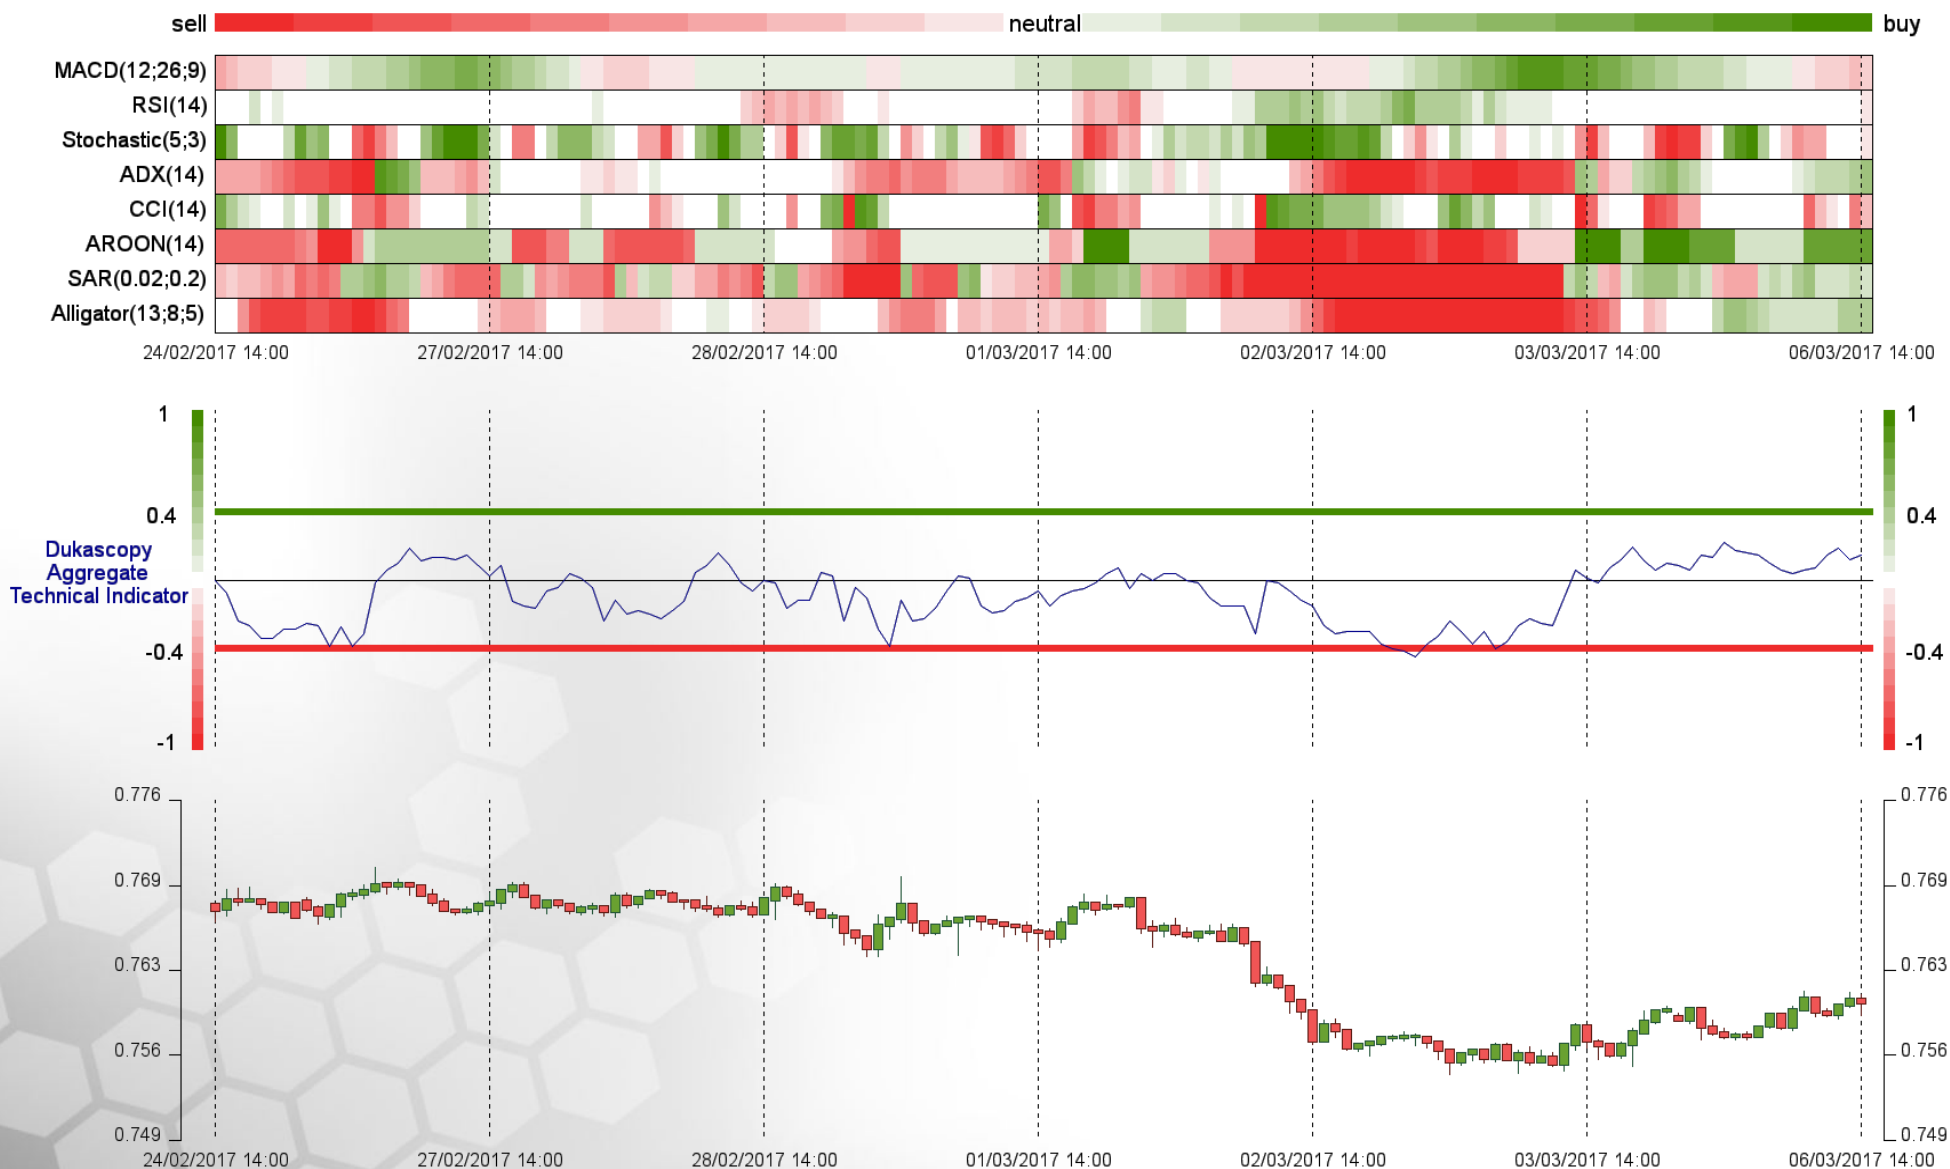 sell neutral buy
MACD(12;26;9)
RSI(14)
Stochastic(5;3)
ADX(14)
CCI(14)
AROON(14)
SAR(0.02;0.2)
Alligator(13;8;5)
24/02/2017 14:00 27/02/2017 14:00 28/02/2017 14:00 01/03/2017 14:00 02/03/2017 14:00 03/03/2017 14:00 06/03/2017 14:00
1 1
0.4 0.4
Dukascopy
Aggregate
Technical Indicator
-0.4 -0.4
-1 -1
0.776 0.776
0.769 0.769
0.763 0.763
0.756 0.756
0.749 0.749
24/02/2017 14:00 27/02/2017 14:00 28/02/2017 14:00 01/03/2017 14:00 02/03/2017 14:00 03/03/2017 14:00 06/03/2017 14:00